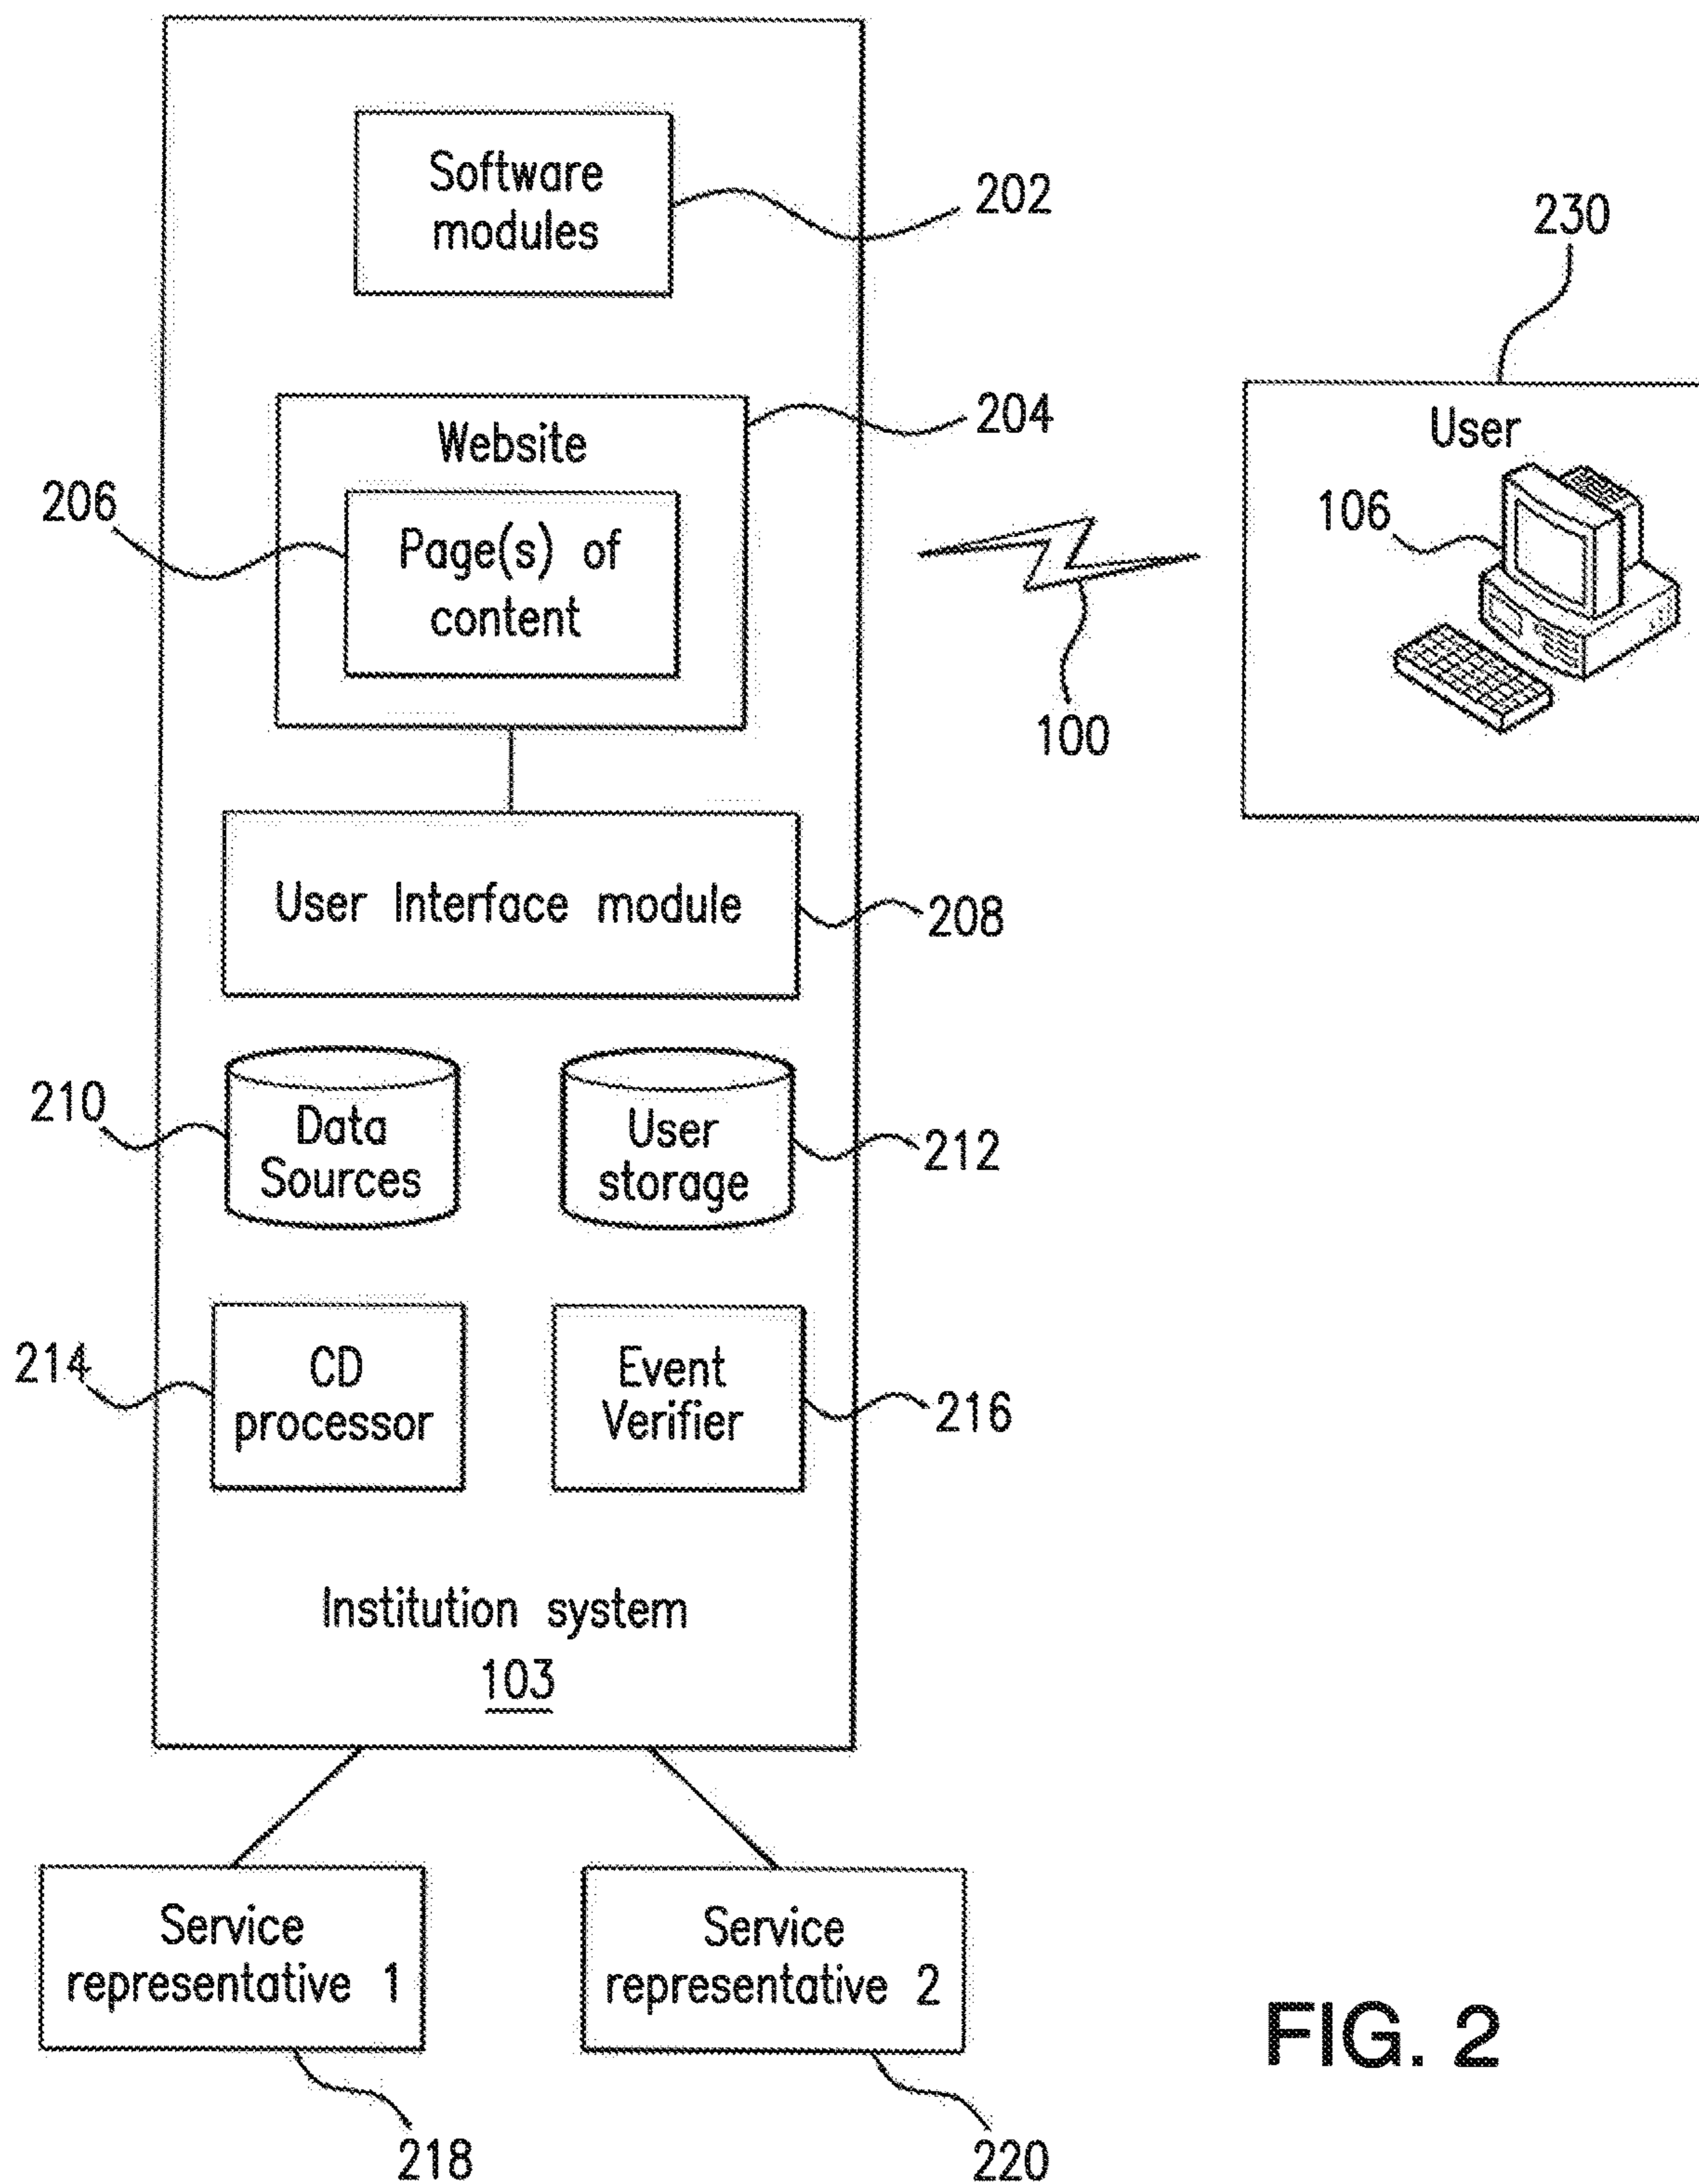 Software
modules
202
230
Website
204
User
206
Page(s) of
content
106
100
User Interface module
208
210
Data
Sources
User
storage
212
214
CD
processor
Event
Verifier
216
Institution system
103
Service
representative 1
Service
representative 2
218
220
FIG. 2